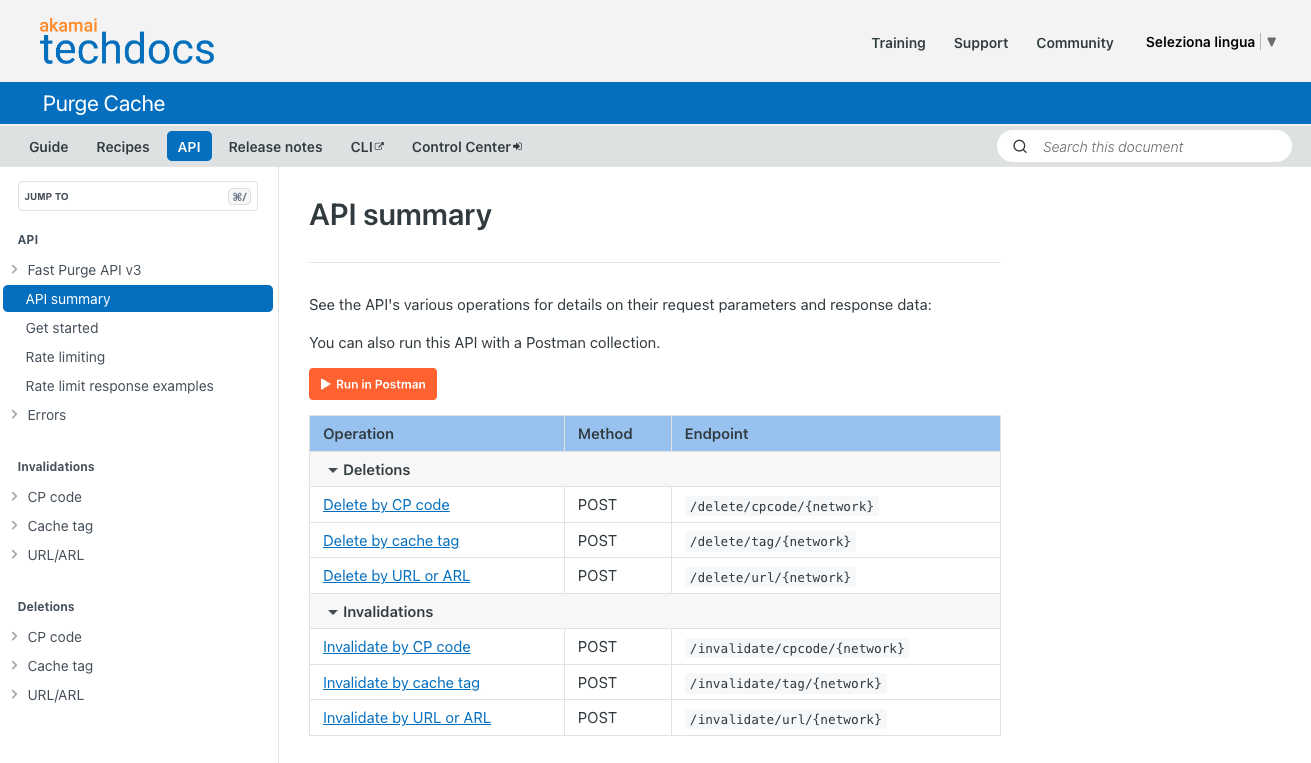 akamai
techdocs
Training Support Community Seleziona lingua ▼
Purge Cache
Guide Recipes API Release notes CLI Control Center
Search this document
JUMP TO ⌘/
API
Fast Purge API v3
API summary
Get started
Rate limiting
Rate limit response examples
Errors
Invalidations
CP code
Cache tag
URL/ARL
Deletions
CP code
Cache tag
URL/ARL
API summary
See the API's various operations for details on their request parameters and response data:
You can also run this API with a Postman collection.
Run in Postman
Operation Method Endpoint
Deletions
Delete by CP code POST /delete/cpcode/{network}
Delete by cache tag POST /delete/tag/{network}
Delete by URL or ARL POST /delete/url/{network}
Invalidations
Invalidate by CP code POST /invalidate/cpcode/{network}
Invalidate by cache tag POST /invalidate/tag/{network}
Invalidate by URL or ARL POST /invalidate/url/{network}